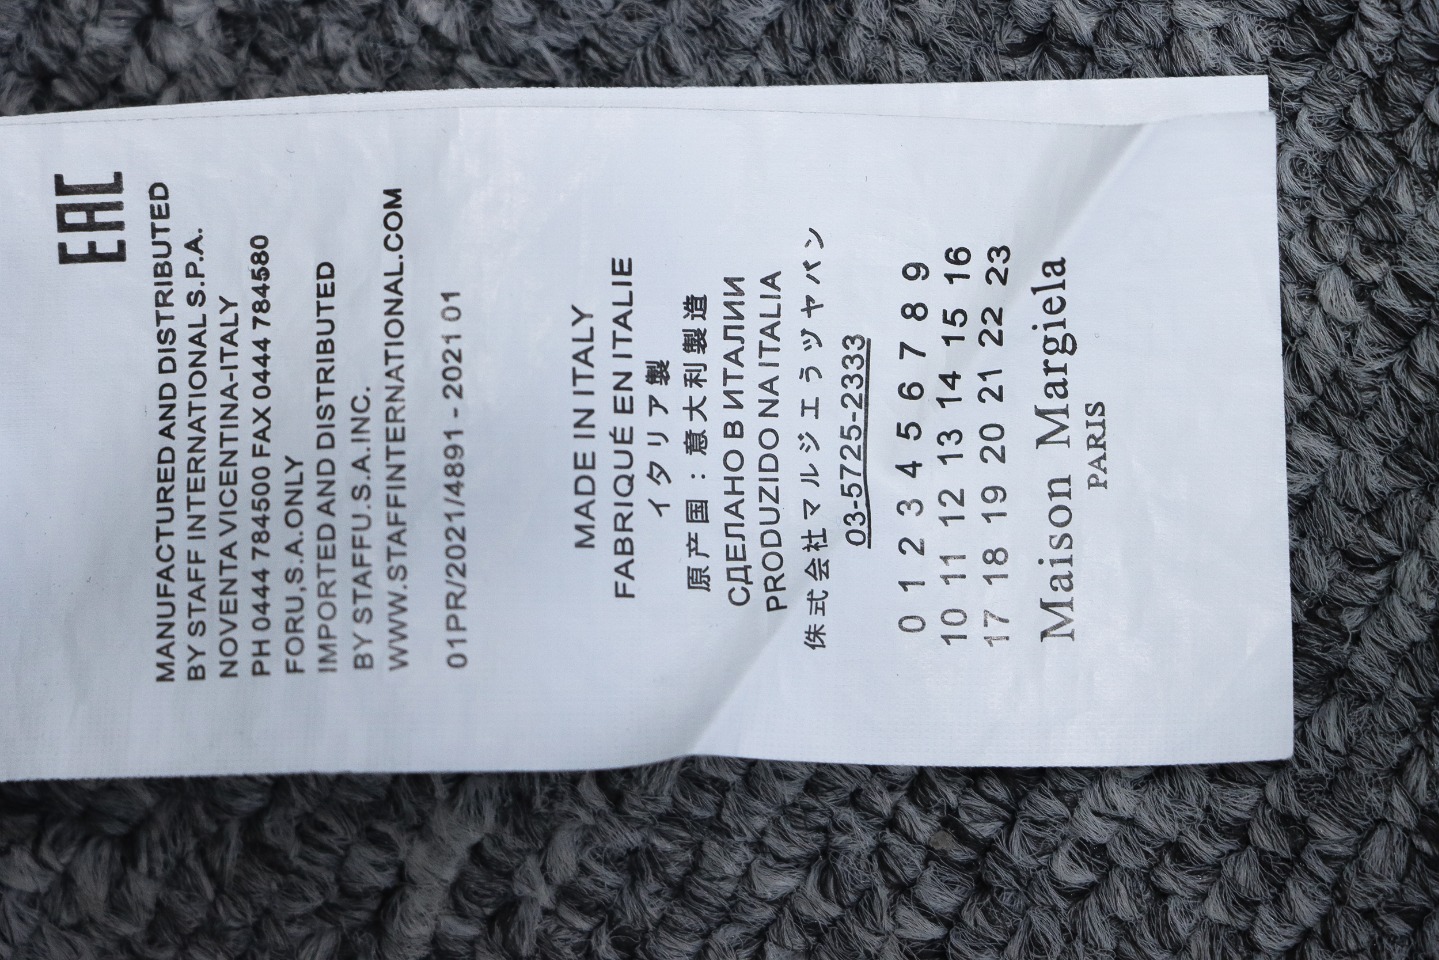 EAC
MANUFACTURED AND DISTRIBUTED
BY STAFF INTERNATIONAL S.P.A.
NOVENTA VICENTINA-ITALY
PH 0444 784500 FAX 0444 784580
FORU,S.A.ONLY
IMPORTED AND DISTRIBUTED
BY STAFFU.S.A.INC.
WWW.STAFFINTERNATIONAL.COM
01PR/2021/4891 - 2021 01
MADE IN ITALY
FABRIQUÉ EN ITALIE
イタリア製
原产国：意大利製造
СДЕЛАНО В ИТАЛИИ
PRODUZIDO NA ITALIA
侏式会社マルジエラツヤバン
03-5725-2333
0 1 2 3 4 5 6 7 8 9
10 11 12 13 14 15 16
17 18 19 20 21 22 23
Maison Margiela
PARIS